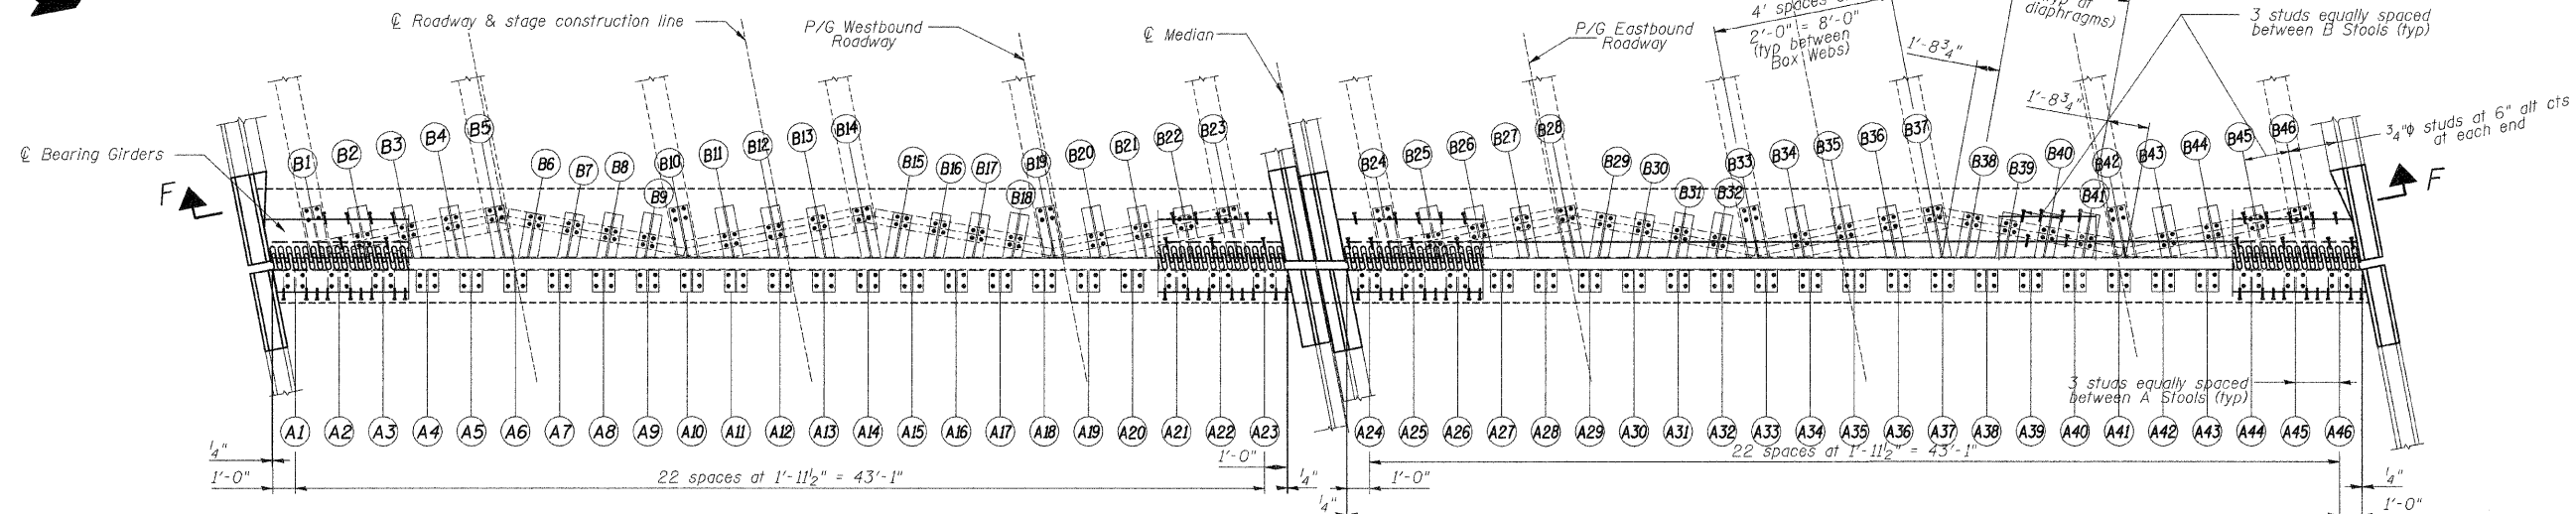 ℄ Roadway & stage construction line
P/G Westbound
Roadway
℄ Median
P/G Eastbound
Roadway
4' spaces
2'-0" = 8'-0"
(typ between
Box Webs)
1'-8¾"
diaphragms)
3 studs equally spaced
between B Stools (typ)
1'-8¾"
¾"ϕ studs at 6" alt cts
at each end
℄ Bearing Girders
F
F
B1 B2 B3 B4 B5 B6 B7 B8 B9 B10 B11 B12 B13 B14 B15 B16 B17 B18 B19 B20 B21 B22 B23
B24 B25 B26 B27 B28 B29 B30 B31 B32 B33 B34 B35 B36 B37 B38 B39 B40 B41 B42 B43 B44 B45 B46
3 studs equally spaced
between A Stools (typ)
A1 A2 A3 A4 A5 A6 A7 A8 A9 A10 A11 A12 A13 A14 A15 A16 A17 A18 A19 A20 A21 A22 A23
A24 A25 A26 A27 A28 A29 A30 A31 A32 A33 A34 A35 A36 A37 A38 A39 A40 A41 A42 A43 A44 A45 A46
¼"
1'-0"
22 spaces at 1'-11½" = 43'-1"
1'-0"
¼"
¼"
1'-0"
22 spaces at 1'-11½" = 43'-1"
¼"
1'-0"